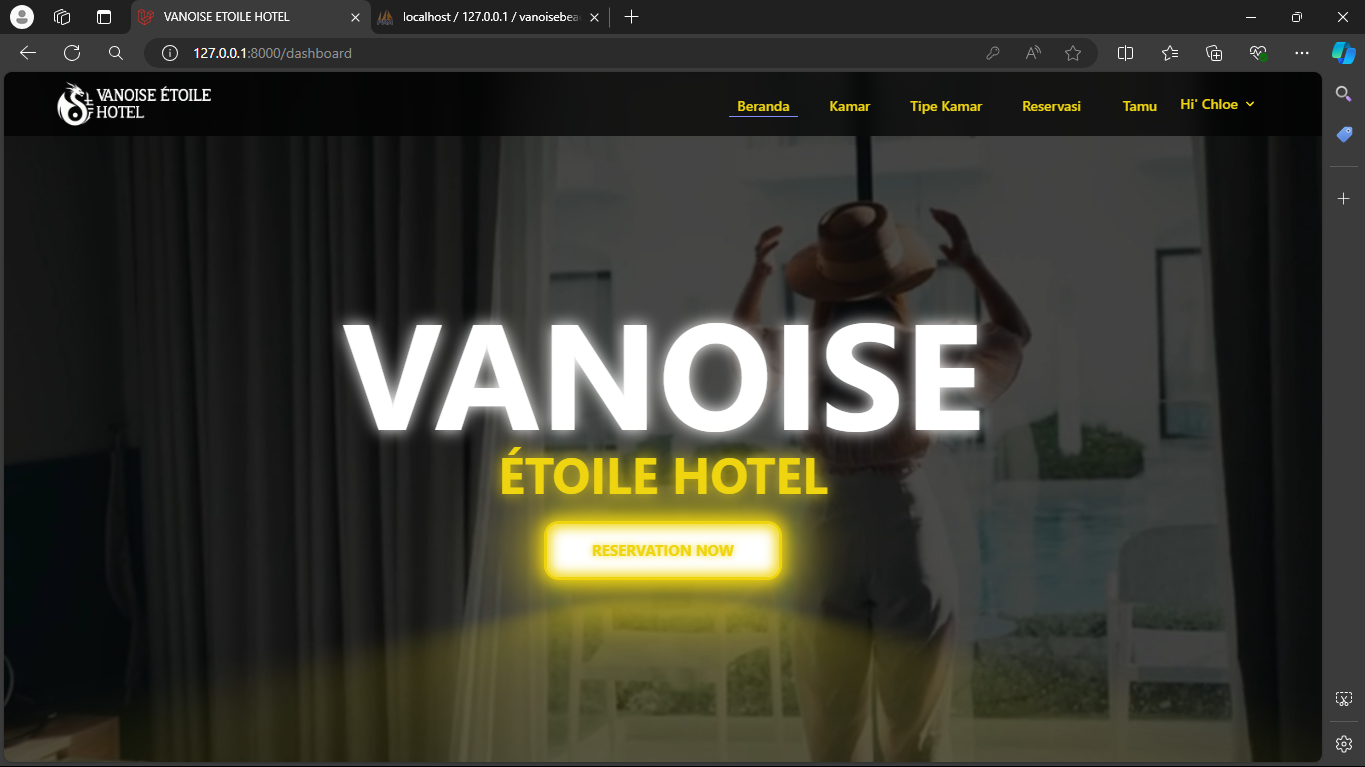 VANOISE ETOILE HOTEL
localhost / 127.0.0.1 / vanoisebea
127.0.0.1:8000/dashboard
VANOISE ÉTOILE
HOTEL
Beranda Kamar Tipe Kamar Reservasi Tamu Hi' Chloe
VANOISE
ÉTOILE HOTEL
RESERVATION NOW